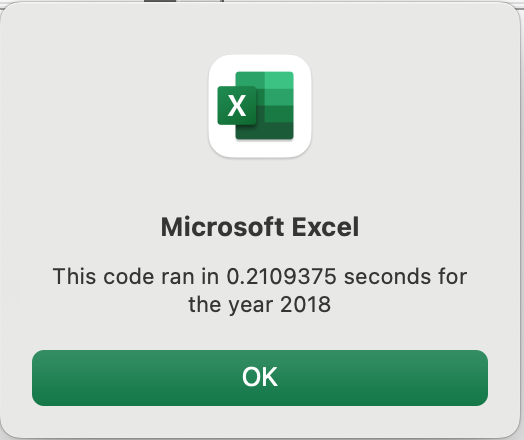 X
Microsoft Excel
This code ran in 0.2109375 seconds for
the year 2018
OK